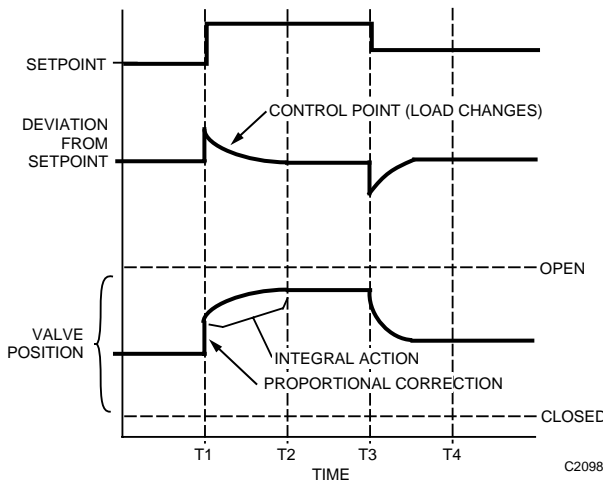 SETPOINT
CONTROL POINT (LOAD CHANGES)
DEVIATION
FROM
SETPOINT
OPEN
VALVE
POSITION
INTEGRAL ACTION
PROPORTIONAL CORRECTION
CLOSED
T1 T2 T3 T4
TIME
C2098